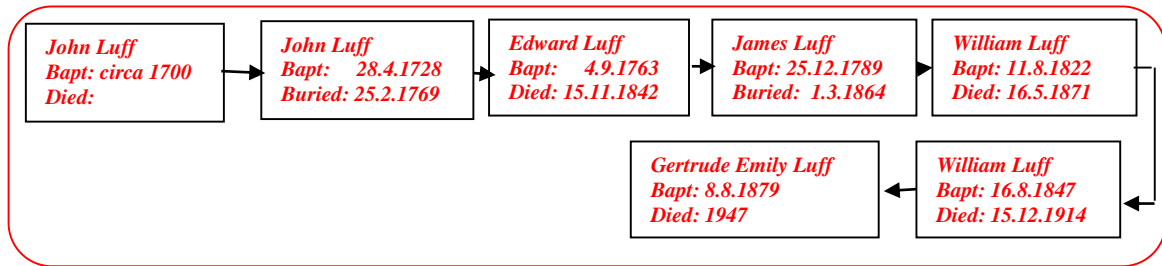 John Luff
Bapt: circa 1700
Died:
John Luff
Bapt: 28.4.1728
Buried: 25.2.1769
Edward Luff
Bapt: 4.9.1763
Died: 15.11.1842
James Luff
Bapt: 25.12.1789
Buried: 1.3.1864
William Luff
Bapt: 11.8.1822
Died: 16.5.1871
William Luff
Bapt: 16.8.1847
Died: 15.12.1914
Gertrude Emily Luff
Bapt: 8.8.1879
Died: 1947